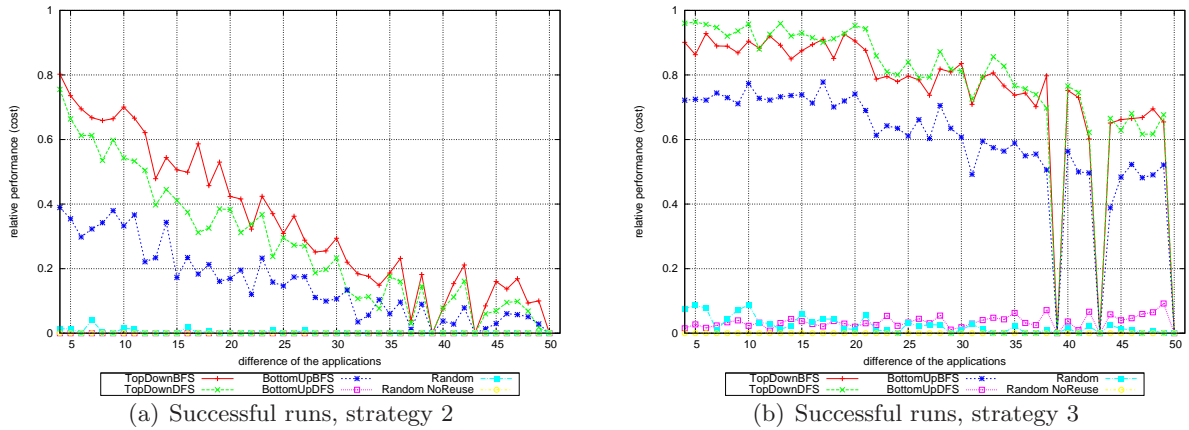 1
0.8
0.6
0.4
0.2
0
relative performance (cost)
5 10 15 20 25 30 35 40 45 50
difference of the applications
TopDownBFS BottomUpBFS Random
TopDownDFS BottomUpDFS Random NoReuse
(a) Successful runs, strategy 2
1
0.8
0.6
0.4
0.2
0
relative performance (cost)
5 10 15 20 25 30 35 40 45 50
difference of the applications
TopDownBFS BottomUpBFS Random
TopDownDFS BottomUpDFS Random NoReuse
(b) Successful runs, strategy 3